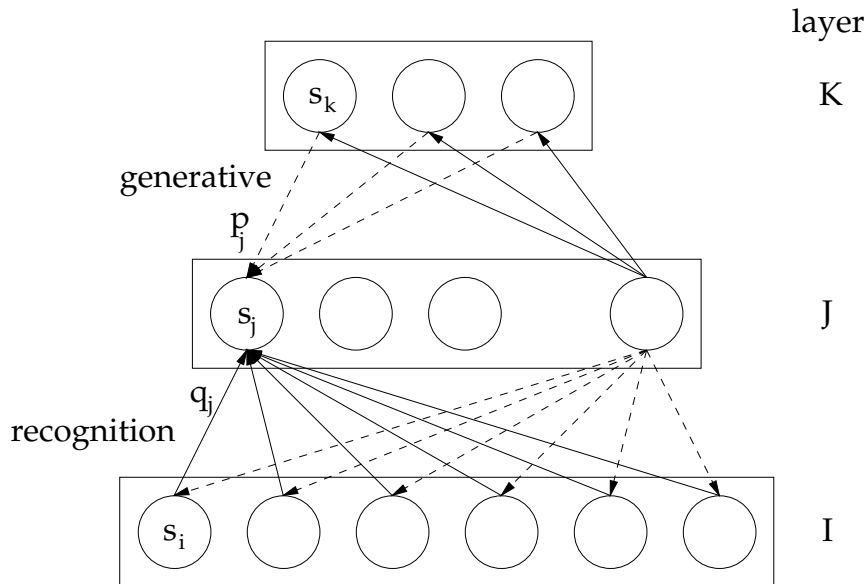 layer
s_k
K
generative
p_j
s_j
J
q_j
recognition
s_i
I